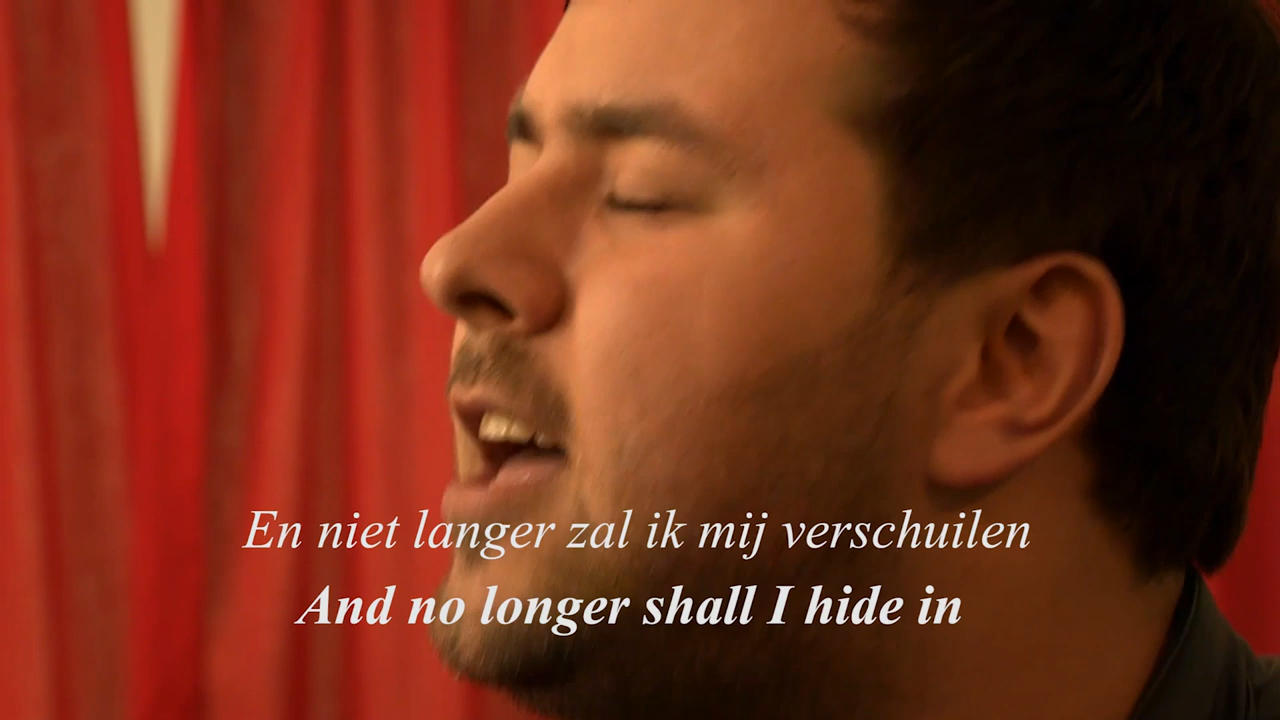 En niet langer zal ik mij verschuilen
And no longer shall I hide in